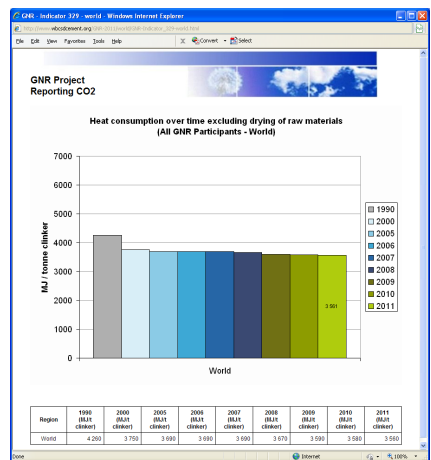 GNR - Indicator 329 - world - Windows Internet Explorer
File Edit View Favorites Tools Help
Convert Select
GNR Project
Reporting CO2
Heat consumption over time excluding drying of raw materials
(All GNR Participants - World)
7000
6000
5000
4000
3000
2000
1000
0
MJ / tonne clinker
3 561
World
1990
2000
2005
2006
2007
2008
2009
2010
2011
Region 1990 (MJ/t clinker) 2000 (MJ/t clinker) 2005 (MJ/t clinker) 2006 (MJ/t clinker) 2007 (MJ/t clinker) 2008 (MJ/t clinker) 2009 (MJ/t clinker) 2010 (MJ/t clinker) 2011 (MJ/t clinker)
World 4 260 3 750 3 690 3 690 3 690 3 670 3 590 3 580 3 560
Done Internet 100%